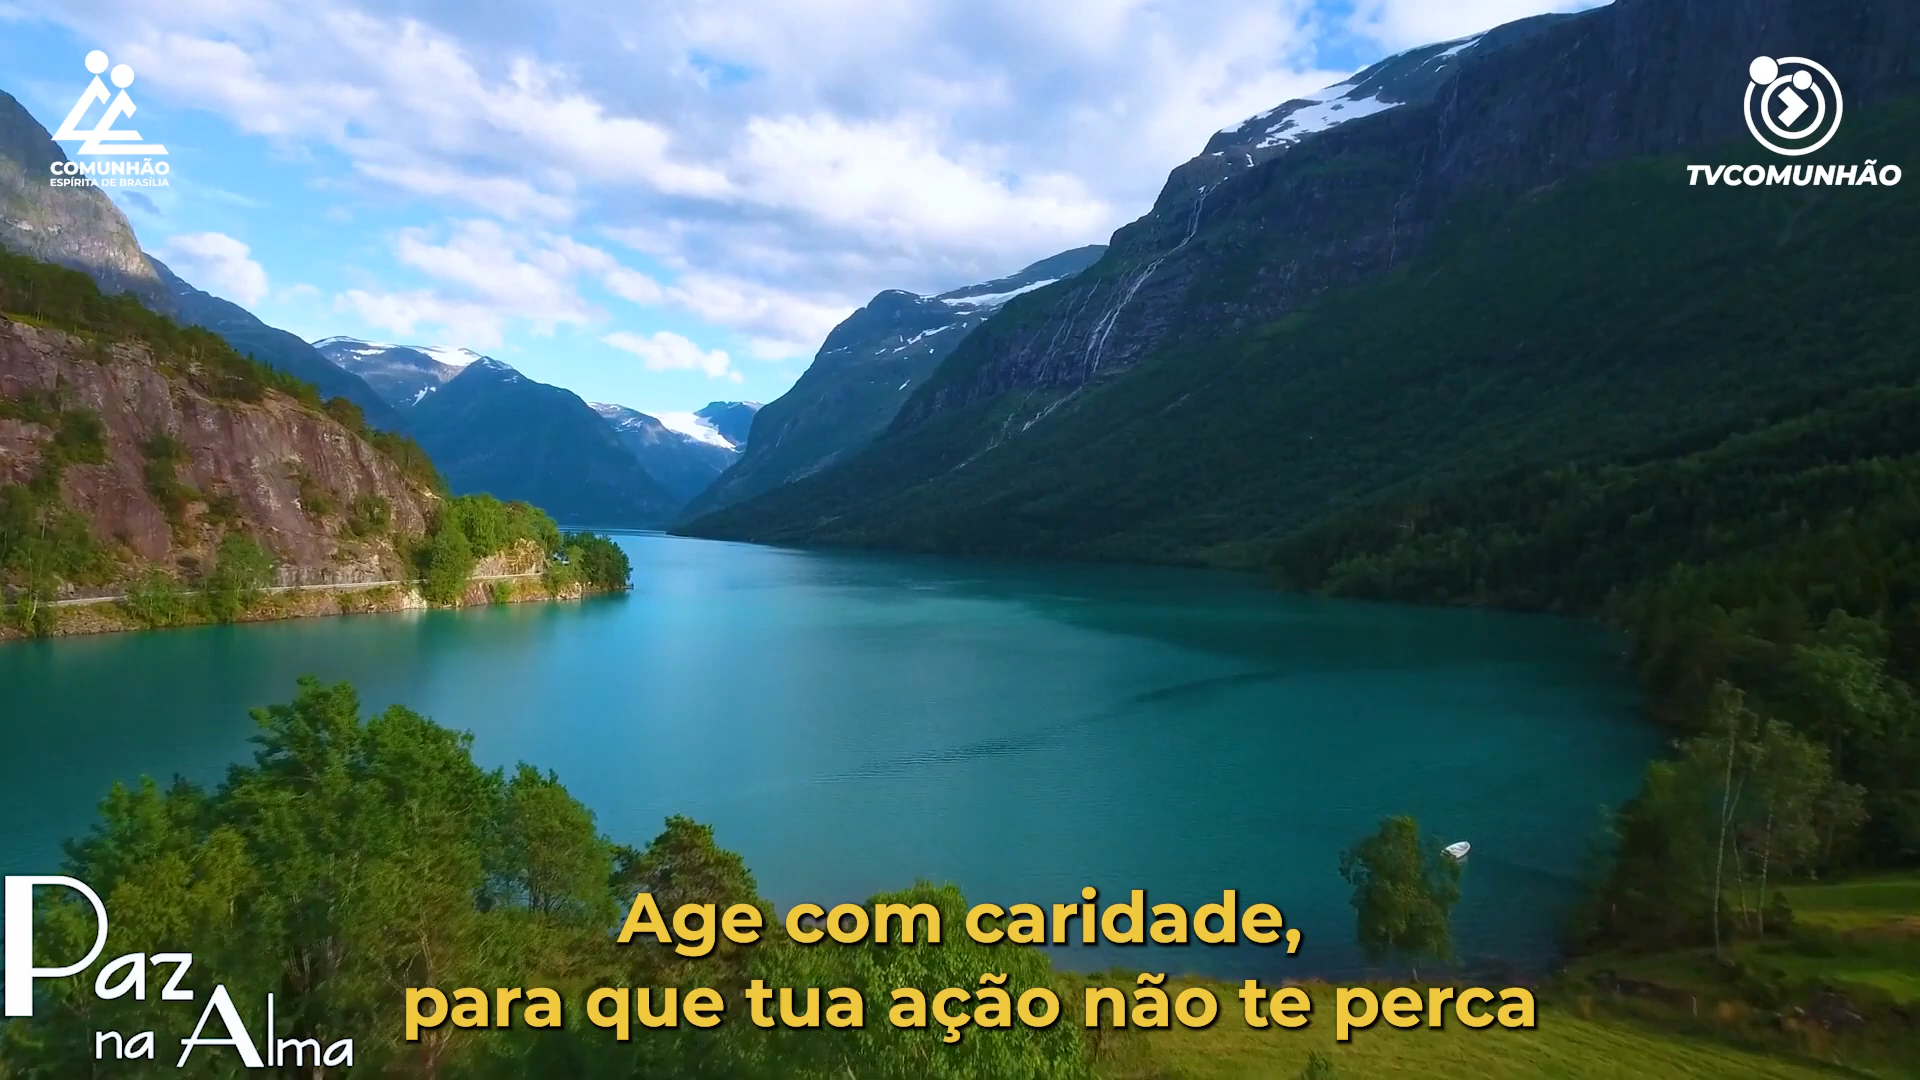 COMUNHÃO
ESPÍRITA DE BRASÍLIA
TVCOMUNHÃO
Age com caridade,
para que tua ação não te perca
Paz
na Alma